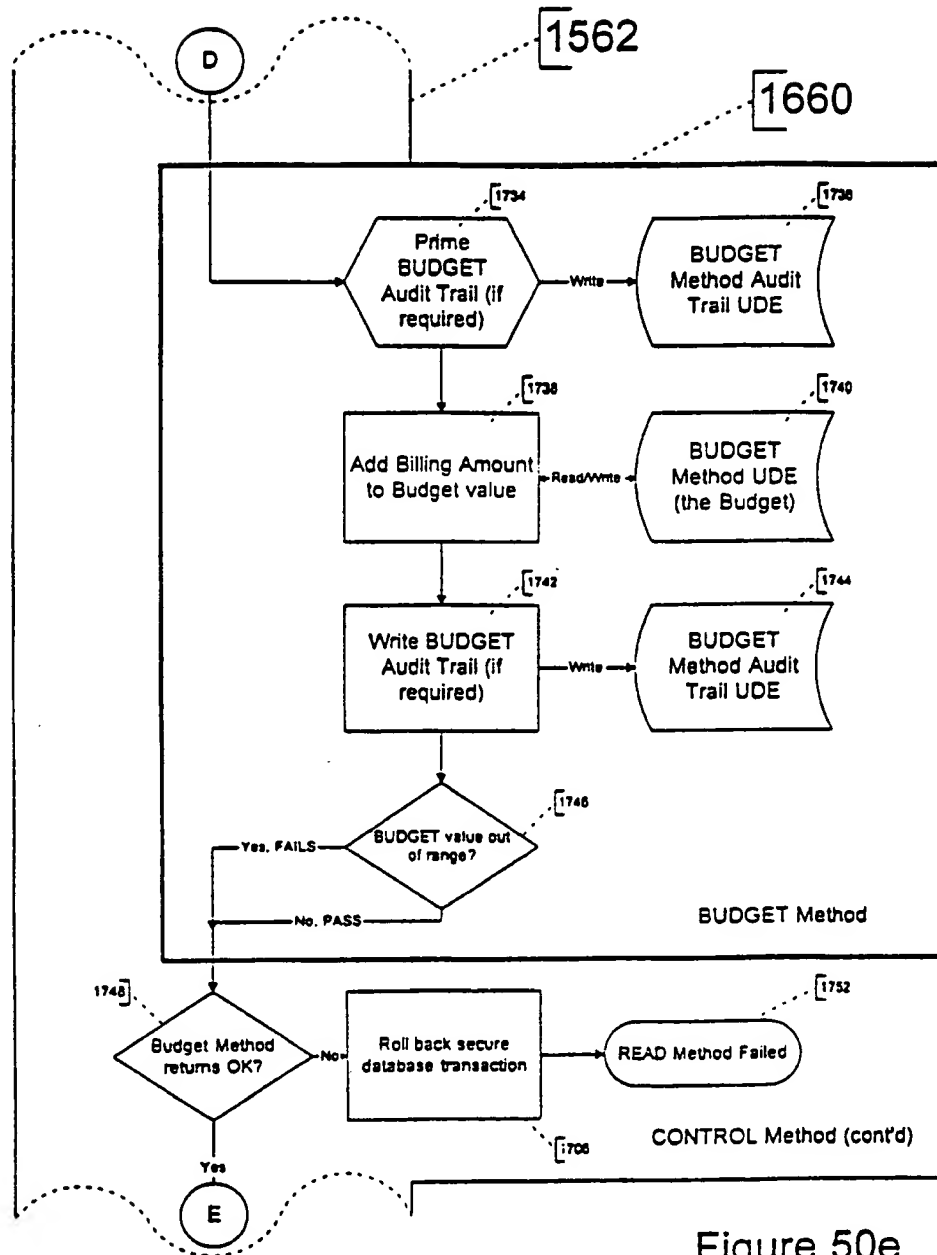 D
1562
1660
1734
Prime
BUDGET
Audit Trail (if
required)
Write
1736
BUDGET
Method Audit
Trail UDE
1738
Add Billing Amount
to Budget value
Read/Write
1740
BUDGET
Method UDE
(the Budget)
1742
Write BUDGET
Audit Trail (if
required)
Write
1744
BUDGET
Method Audit
Trail UDE
1746
BUDGET value out
of range?
Yes, FAILS
No, PASS
BUDGET Method
1748
Budget Method
returns OK?
No
Roll back secure
database transaction
1752
READ Method Failed
1706
CONTROL Method (cont'd)
Yes
E
Figure 50e